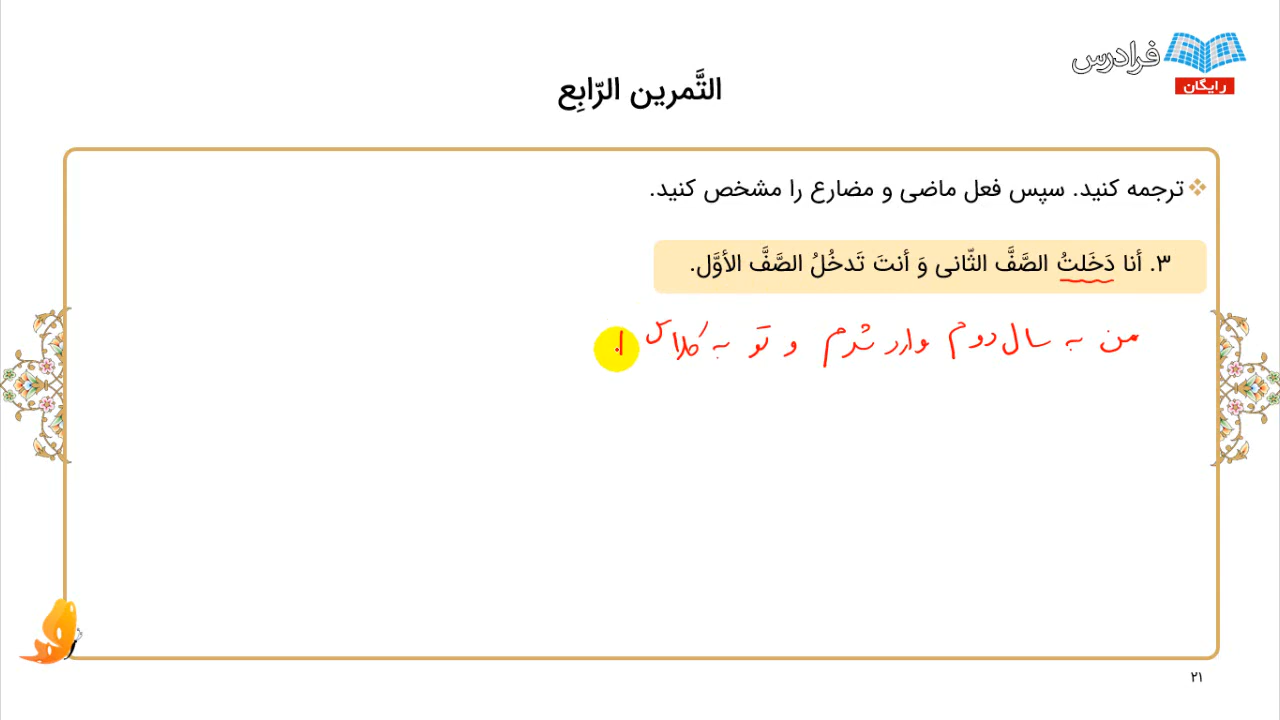 فرادرس
رایگان
التَّمرین الرّابِع
ترجمه کنید. سپس فعل ماضی و مضارع را مشخص کنید.
۳. أنا دَخَلتُ الصَّفَّ الثّانی وَ أنتَ تَدخُلُ الصَّفَّ الأوَّل.
من به سال دوم وارد شدم و تو به کلاس ا
۲۱